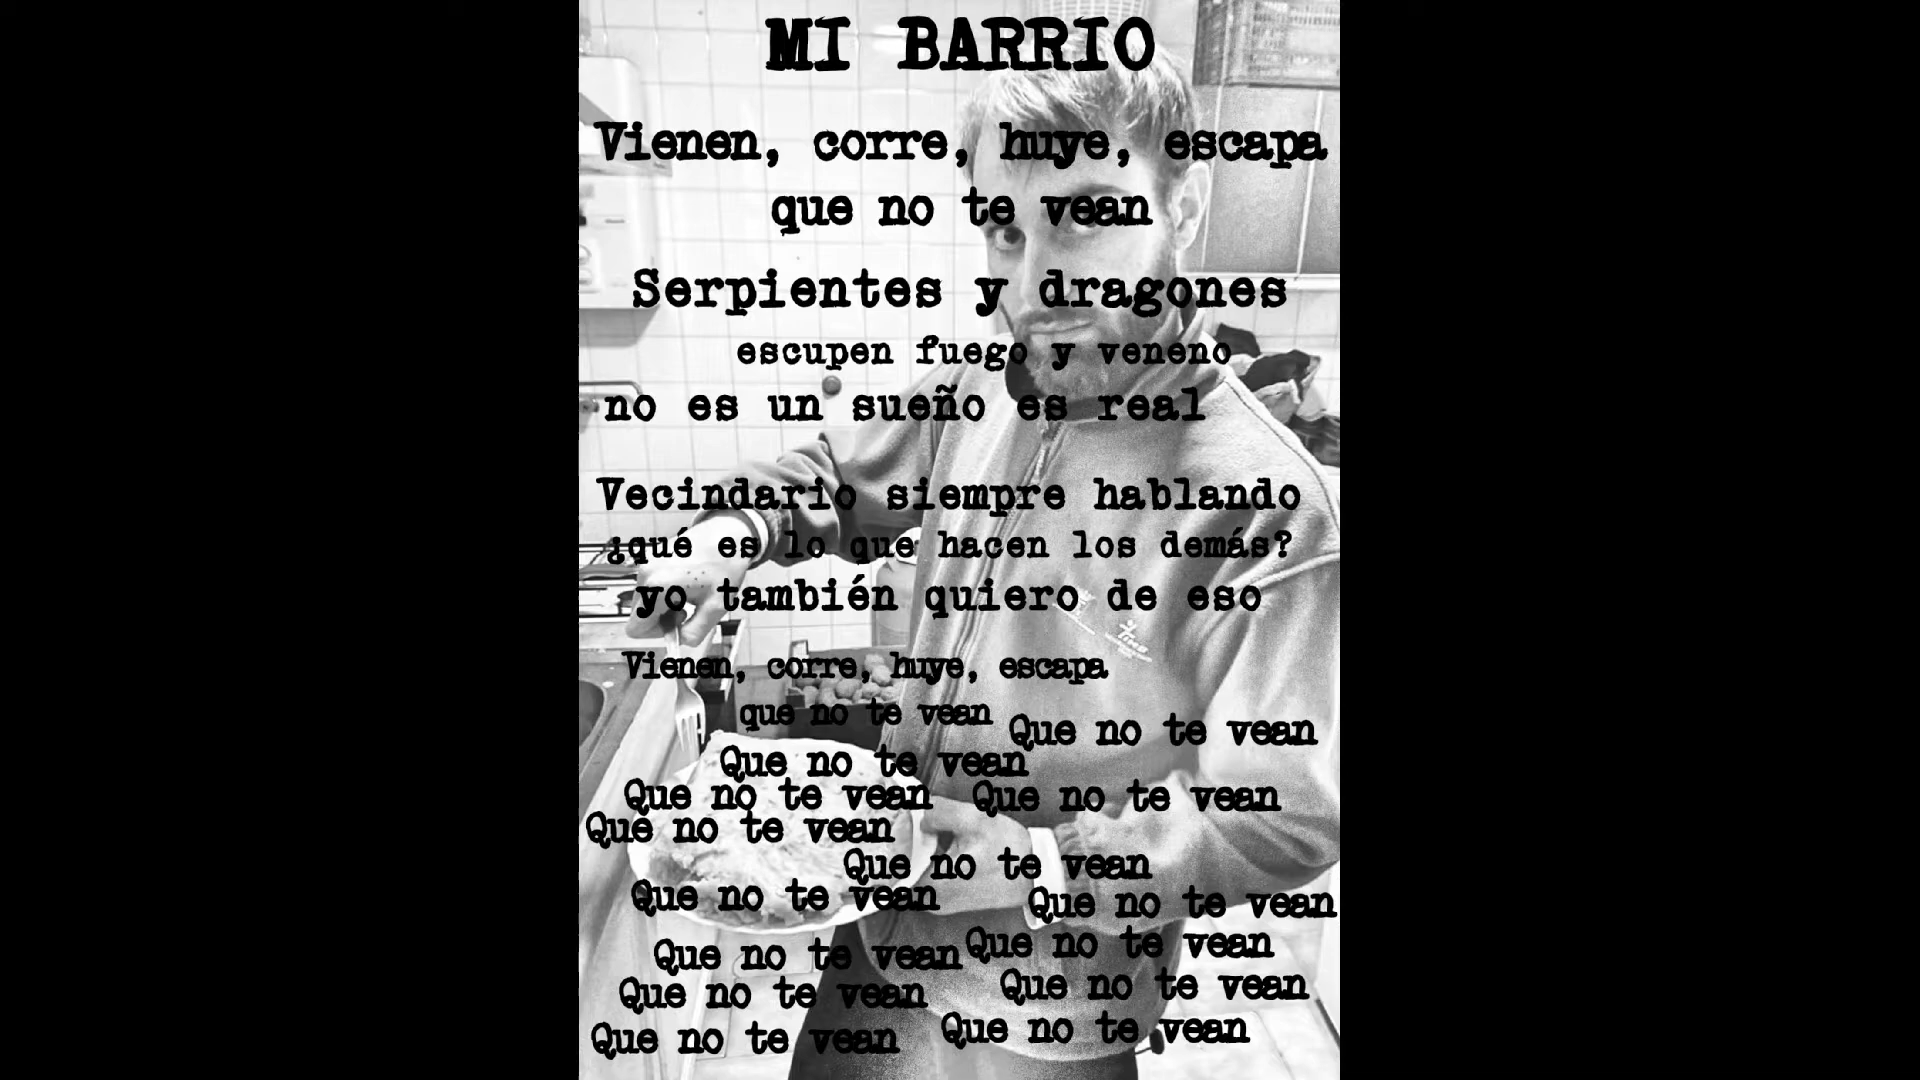 MI BARRIO
Vienen, corre, huye, escapa
que no te vean
Serpientes y dragones
escupen fuego y veneno
no es un sueño es real
Vecindario siempre hablando
¿qué es lo que hacen los demás?
yo también quiero de eso
Vienen, corre, huye, escapa
que no te vean
Que no te vean
Que no te vean
Que no te vean
Que no te vean
Que no te vean
Que no te vean
Que no te vean
Que no te vean
Que no te vean
Que no te vean
Que no te vean
Que no te vean
Que no te vean
Que no te vean